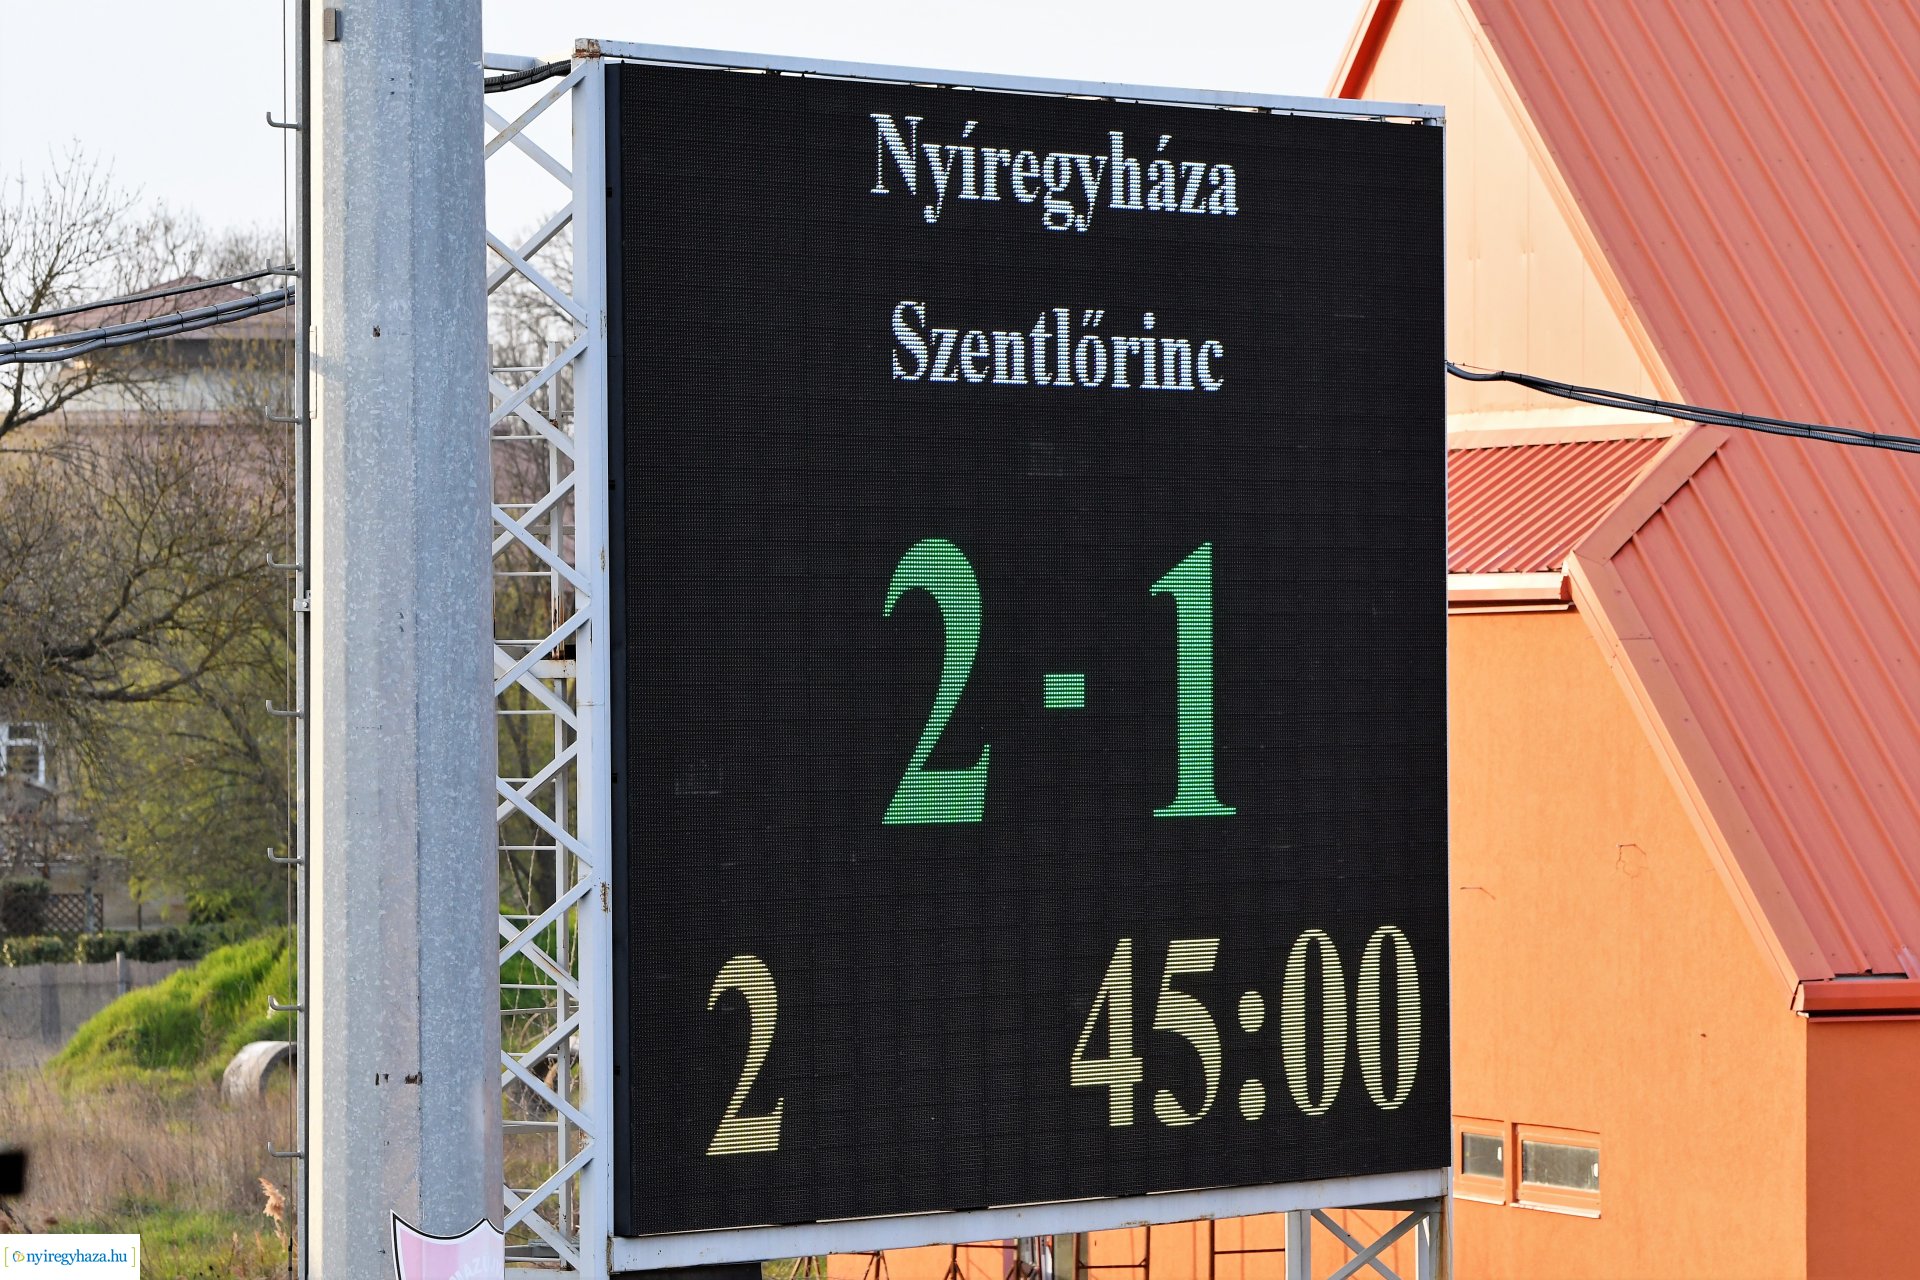 Nyíregyháza
Szentlőrinc
2 - 1
2 45:00
nyiregyhaza.hu